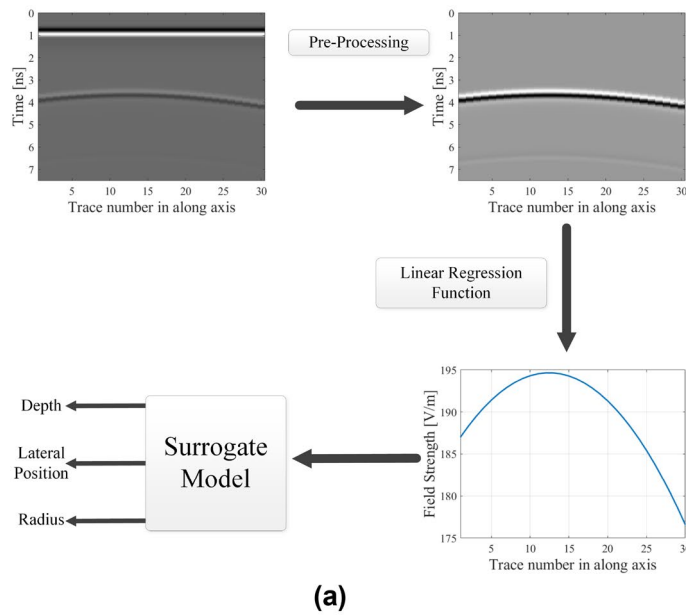 0
1
2
3
4
5
6
7
Time [ns]
5 10 15 20 25 30
Trace number in along axis
Pre-Processing
0
1
2
3
4
5
6
7
Time [ns]
5 10 15 20 25 30
Trace number in along axis
Linear Regression
Function
195
190
185
180
175
Field Strength [V/m]
5 10 15 20 25 30
Trace number in along axis
Surrogate
Model
Depth
Lateral
Position
Radius
(a)